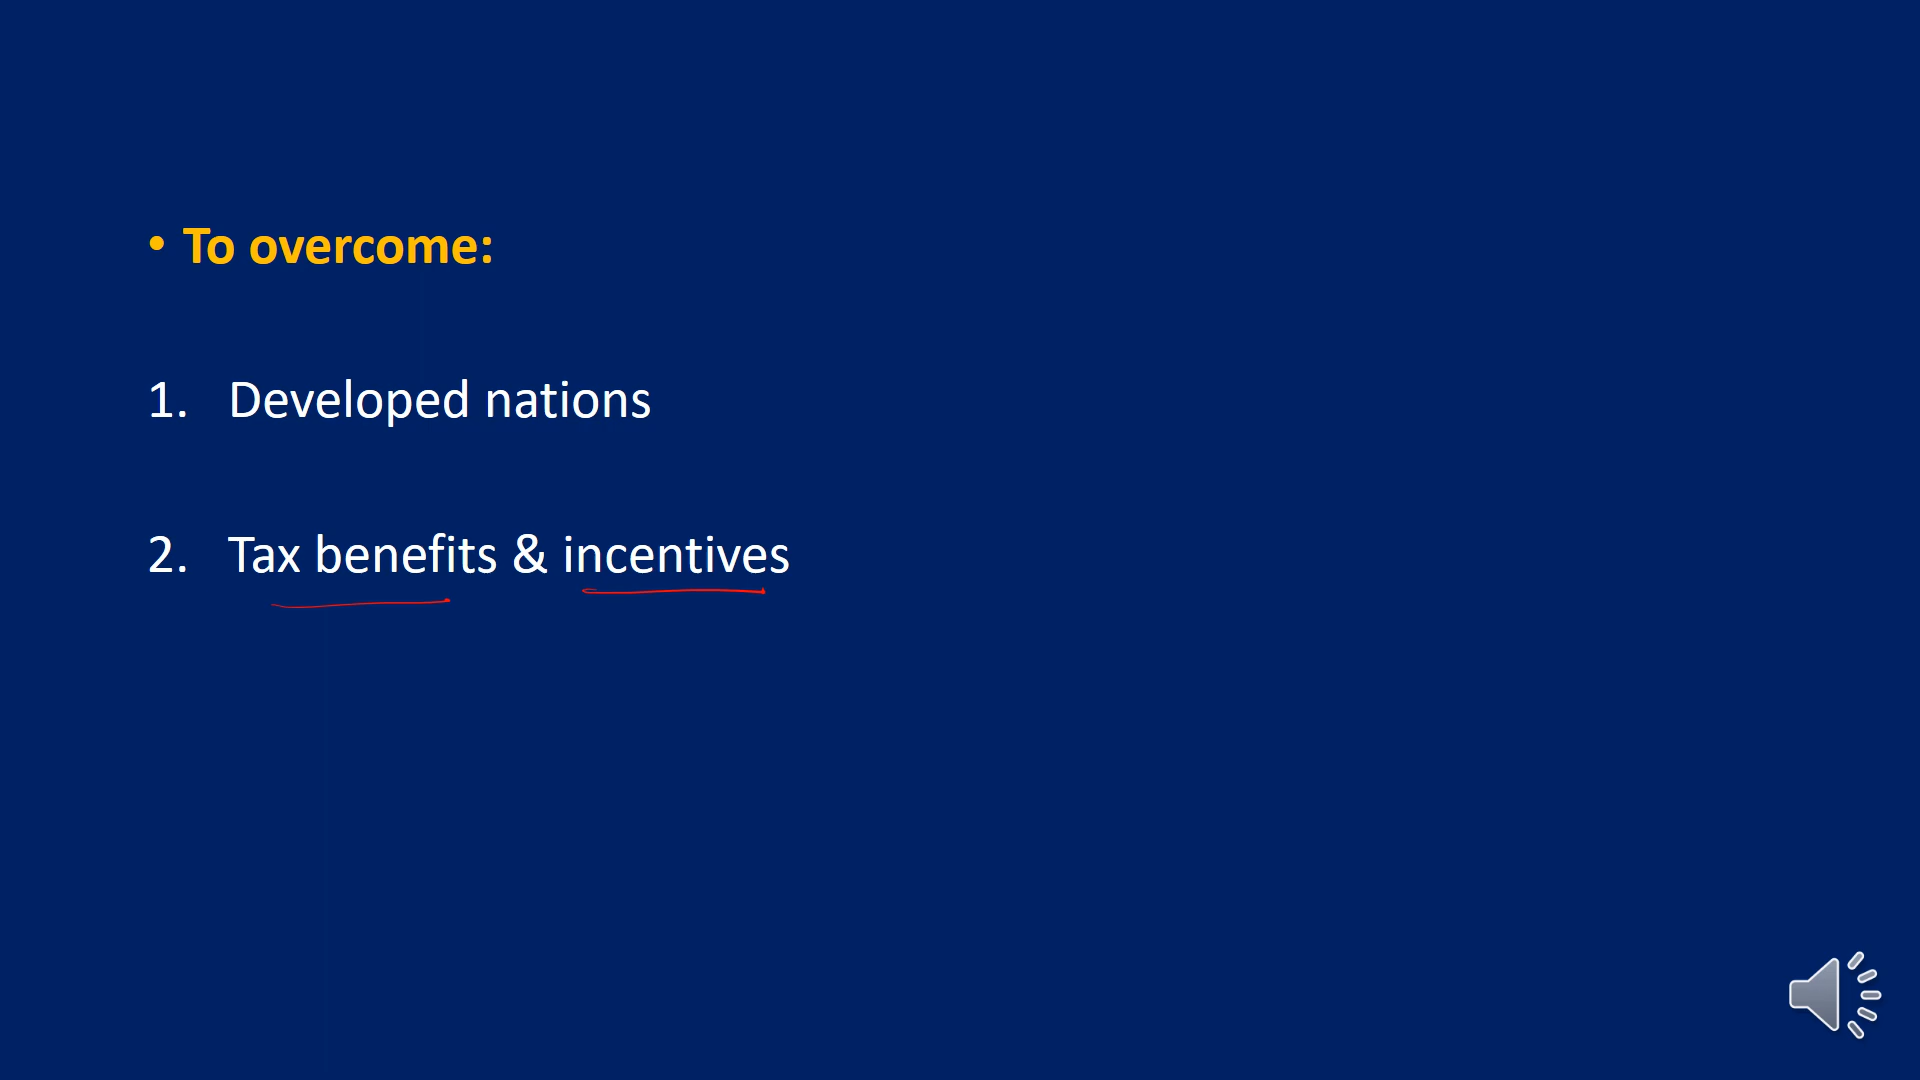 • To overcome:
1. Developed nations
2. Tax benefits & incentives